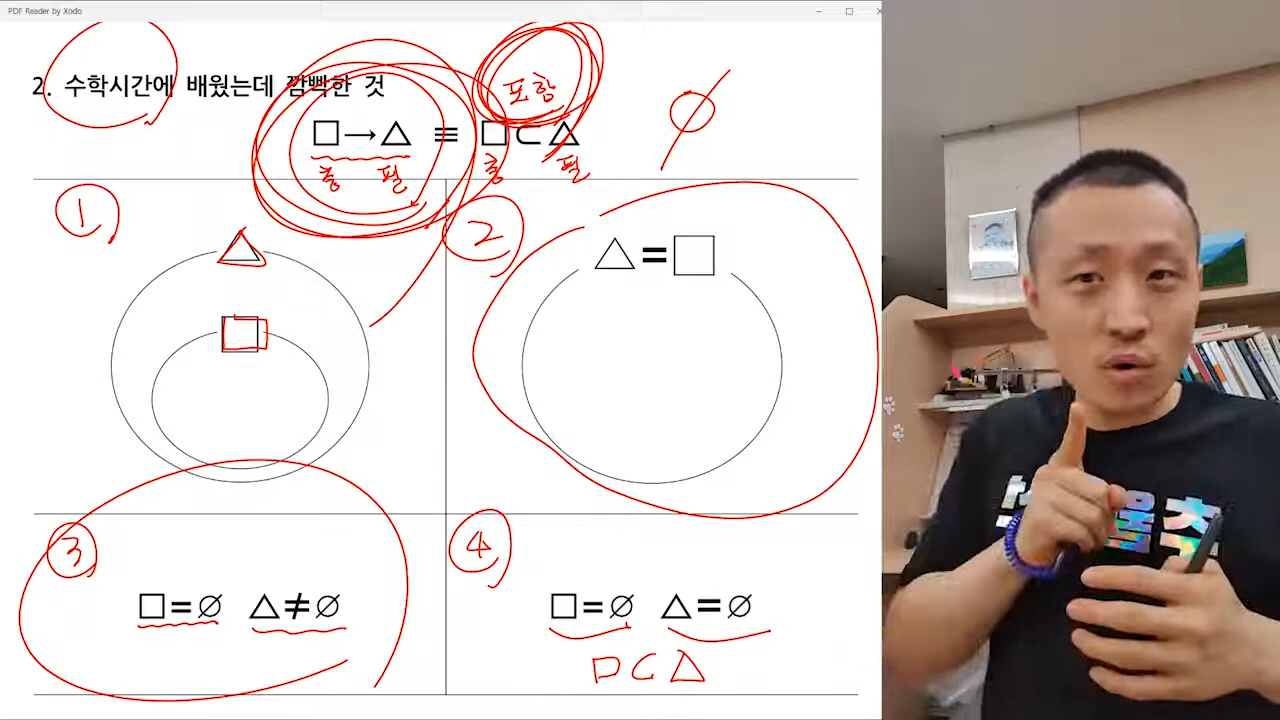 PDF Reader by Xodo
2. 수학시간에 배웠는데 깜빡한 것
포함
∅
□→△ ≡ □⊂△
충 필 충 필
1,
2,
△
△=□
□
3,
4,
□=∅ △≠∅
□=∅ △=∅
□⊂△